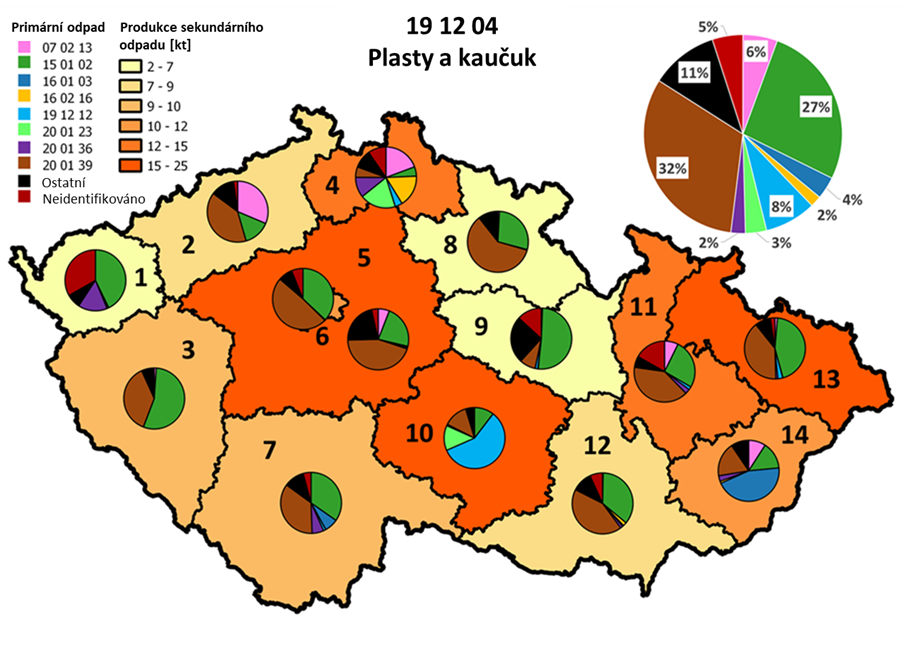 19 12 04
Plasty a kaučuk
Primární odpad
07 02 13
15 01 02
16 01 03
16 02 16
19 12 12
20 01 23
20 01 36
20 01 39
Ostatní
Neidentifikováno
Produkce sekundárního
odpadu [kt]
2 - 7
7 - 9
9 - 10
10 - 12
12 - 15
15 - 25
5%
6%
11%
27%
32%
4%
2%
8%
3%
2%
4
2
5
8
1
11
9
6
3
13
10
14
12
7